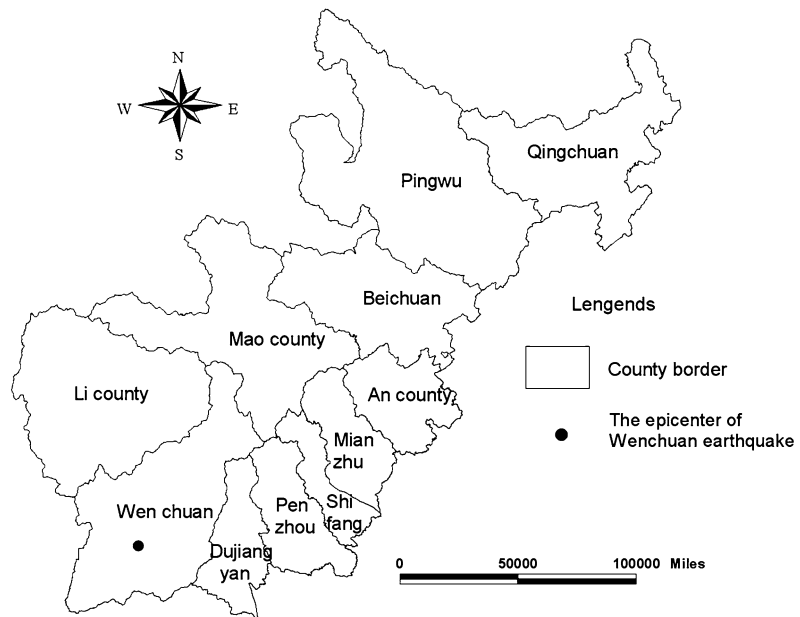 N
W E
S
Qingchuan
Pingwu
Beichuan
Lengends
Mao county
County border
Li county
An county
The epicenter of
Wenchuan earthquake
Mian
zhu
Wen chuan
Pen
zhou
Shi
fang
Dujiang
yan
0 50000 100000 Miles